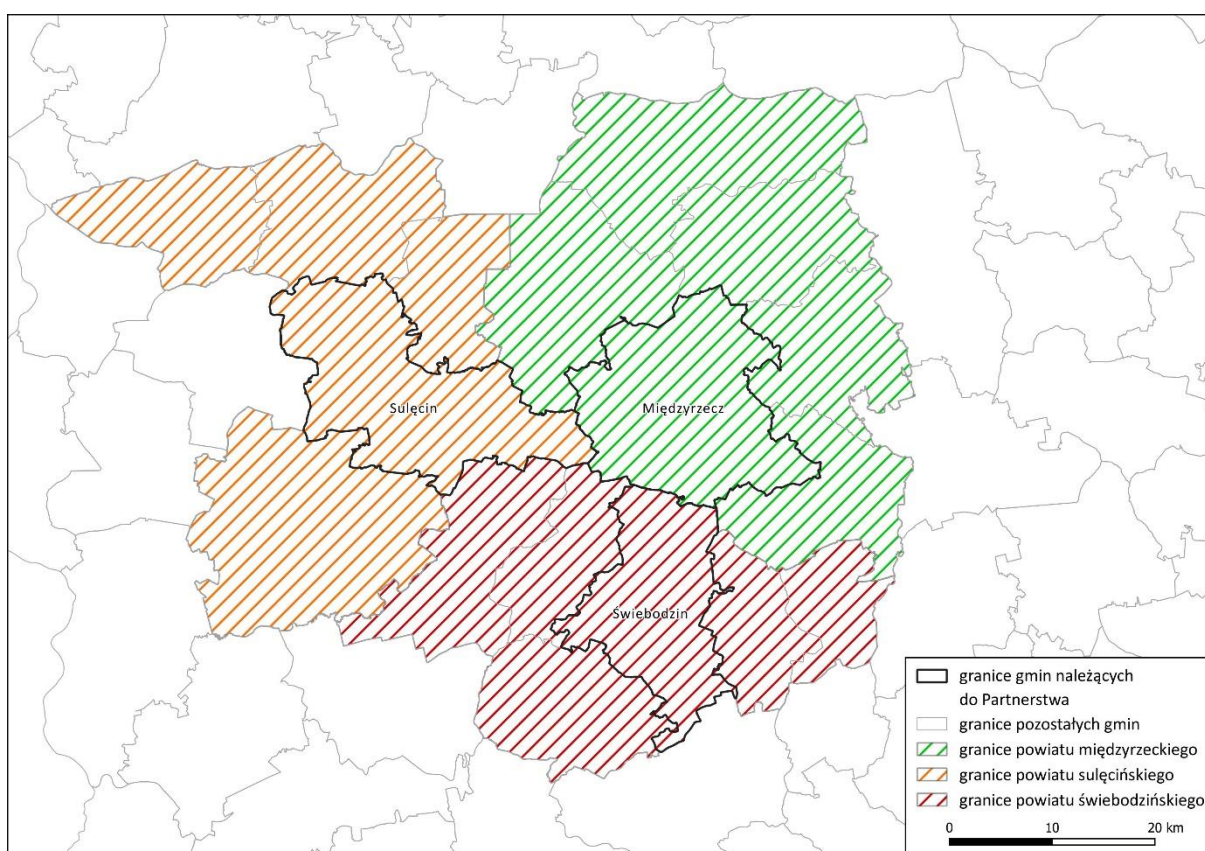 Sulęcin
Międzyrzecz
Świebodzin
granice gmin należących
do Partnerstwa
granice pozostałych gmin
granice powiatu międzyrzeckiego
granice powiatu sulęcińskiego
granice powiatu świebodzińskiego
0 10 20 km